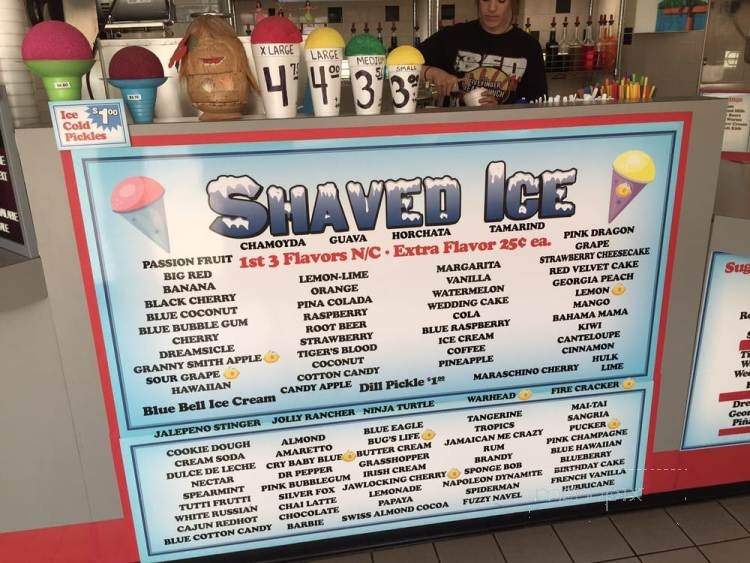 X LARGE
LARGE
MEDIUM
SMALL
4 75
4 00
3 5
3 00
Ice
Cold
Pickles
$1.00
SHAVED ICE
CHAMOYDA GUAVA HORCHATA TAMARIND
1st 3 Flavors N/C · Extra Flavor 25¢ ea.
PASSION FRUIT
BIG RED
BANANA
BLACK CHERRY
BLUE COCONUT
BLUE BUBBLE GUM
CHERRY
DREAMSICLE
GRANNY SMITH APPLE
SOUR GRAPE
HAWAIIAN
LEMON-LIME
ORANGE
PINA COLADA
RASPBERRY
ROOT BEER
STRAWBERRY
TIGER'S BLOOD
COCONUT
COTTON CANDY
CANDY APPLE
MARGARITA
VANILLA
WATERMELON
WEDDING CAKE
COLA
BLUE RASPBERRY
ICE CREAM
COFFEE
PINEAPPLE
MARASCHINO CHERRY
PINK DRAGON
GRAPE
STRAWBERRY CHEESECAKE
RED VELVET CAKE
GEORGIA PEACH
LEMON
MANGO
BAHAMA MAMA
KIWI
CANTELOUPE
CINNAMON
HULK
LIME
Blue Bell Ice Cream
Dill Pickle $1.00
JALEPENO STINGER JOLLY RANCHER NINJA TURTLE WARHEAD FIRE CRACKER
COOKIE DOUGH
CREAM SODA
DULCE DE LECHE
NECTAR
SPEARMINT
TUTTI FRUTTI
WHITE RUSSIAN
CAJUN REDHOT
BLUE COTTON CANDY
ALMOND
AMARETTO
CRY BABY BLUE
DR PEPPER
PINK BUBBLEGUM
SILVER FOX
CHAI LATTE
CHOCOLATE
BARBIE
BLUE EAGLE
BUG'S LIFE
BUTTER CREAM
GRASSHOPPER
IRISH CREAM
JAWLOCKING CHERRY
LEMONADE
PAPAYA
SWISS ALMOND COCOA
TANGERINE
TROPICS
JAMAICAN ME CRAZY
RUM
BRANDY
SPONGE BOB
NAPOLEON DYNAMITE
SPIDERMAN
FUZZY NAVEL
MAI-TAI
SANGRIA
PUCKER
PINK CHAMPAGNE
BLUE HAWAIIAN
BLUEBERRY
BIRTHDAY CAKE
FRENCH VANILLA
HURRICANE
Sug